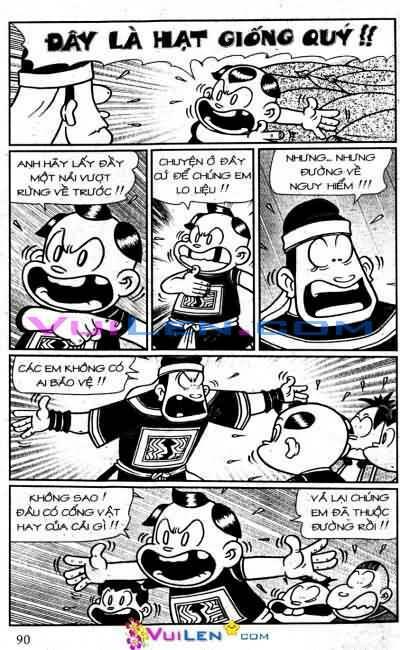 ĐÂY LÀ HẠT GIỐNG QUÝ !!
ANH HÃY LẤY ĐẦY
MỘT NẢI VƯỢT
RỪNG VỀ TRƯỚC !!
CHUYỆN Ở ĐÂY
CỨ ĐỂ CHÚNG EM
LO LIỆU !
NHƯNG... NHƯNG
ĐƯỜNG VỀ
NGUY HIỂM !!!
VuiLen.com
CÁC EM KHÔNG CÓ
AI BẢO VỆ !
KHÔNG SAO !
ĐÂU CÓ CỐNG VẬT
HAY CỦA CẢI GÌ !
VẢ LẠI CHÚNG
EM ĐÃ THUỘC
ĐƯỜNG RỒI !
90
VuiLen.com